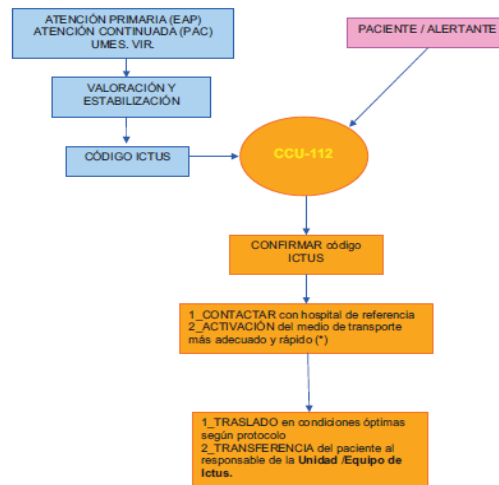 ATENCIÓN PRIMARIA (EAP)
ATENCIÓN CONTINUADA (PAC)
UMES. VIR.
PACIENTE / ALERTANTE
VALORACIÓN Y
ESTABILIZACIÓN
CÓDIGO ICTUS
CCU-112
CONFIRMAR código
ICTUS
1_CONTACTAR con hospital de referencia
2_ACTIVACIÓN del medio de transporte
más adecuado y rápido (*)
1_TRASLADO en condiciones óptimas
según protocolo
2_TRANSFERENCIA del paciente al
responsable de la Unidad /Equipo de
Ictus.